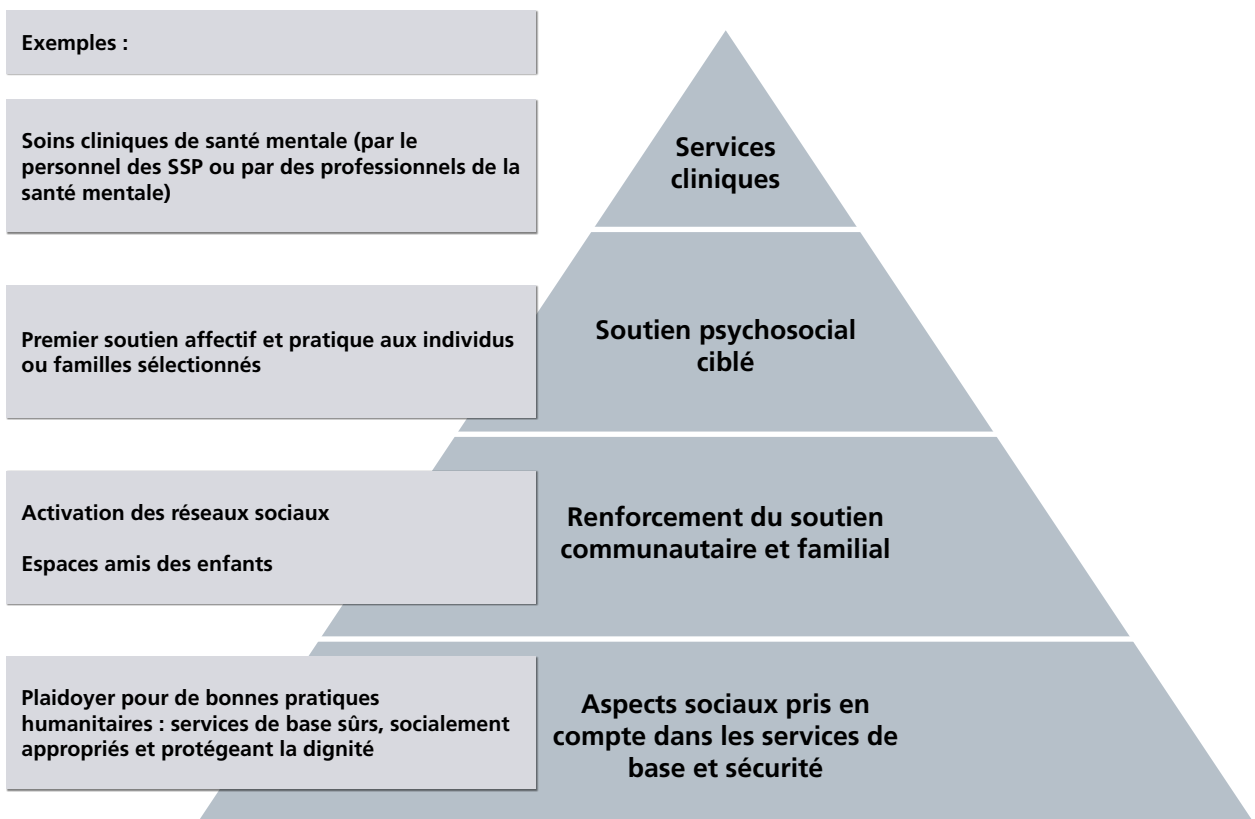 Exemples :
Soins cliniques de santé mentale (par le
personnel des SSP ou par des professionnels de la
santé mentale)
Services
cliniques
Premier soutien affectif et pratique aux individus
ou familles sélectionnés
Soutien psychosocial
ciblé
Activation des réseaux sociaux
Espaces amis des enfants
Renforcement du soutien
communautaire et familial
Plaidoyer pour de bonnes pratiques
humanitaires : services de base sûrs, socialement
appropriés et protégeant la dignité
Aspects sociaux pris en
compte dans les services de
base et sécurité